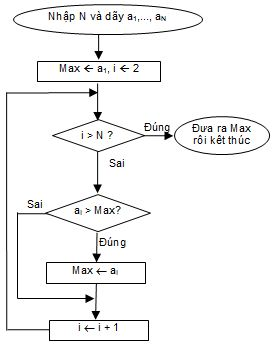 Nhập N và dãy a₁,..., aN
Max ← a₁, i ← 2
i > N ?
Đúng
Đưa ra Max
rồi kết thúc
Sai
Sai
aᵢ > Max?
Đúng
Max ← aᵢ
i ← i + 1